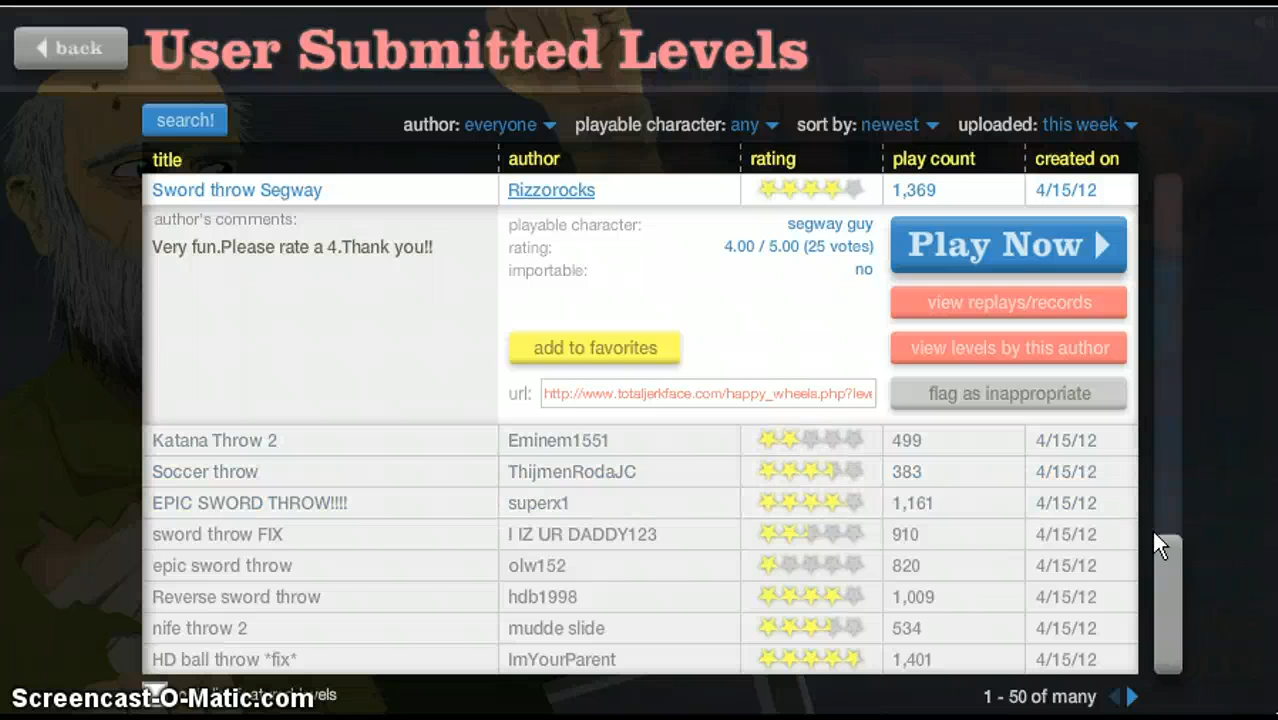 back
User Submitted Levels
search!
author: everyone playable character: any sort by: newest uploaded: this week
title author rating play count created on
Sword throw Segway Rizzorocks 1,369 4/15/12
author's comments:
Very fun.Please rate a 4.Thank you!!
playable character: segway guy
rating: 4.00 / 5.00 (25 votes)
importable: no
add to favorites
url: http://www.totaljerkface.com/happy_wheels.php?leve
Play Now
view replays/records
view levels by this author
flag as inappropriate
Katana Throw 2 Eminem1551 499 4/15/12
Soccer throw ThijmenRodaJC 383 4/15/12
EPIC SWORD THROW!!!! superx1 1,161 4/15/12
sword throw FIX I IZ UR DADDY123 910 4/15/12
epic sword throw olw152 820 4/15/12
Reverse sword throw hdb1998 1,009 4/15/12
nife throw 2 mudde slide 534 4/15/12
HD ball throw *fix* ImYourParent 1,401 4/15/12
levels
1 - 50 of many
Screencast-O-Matic.com